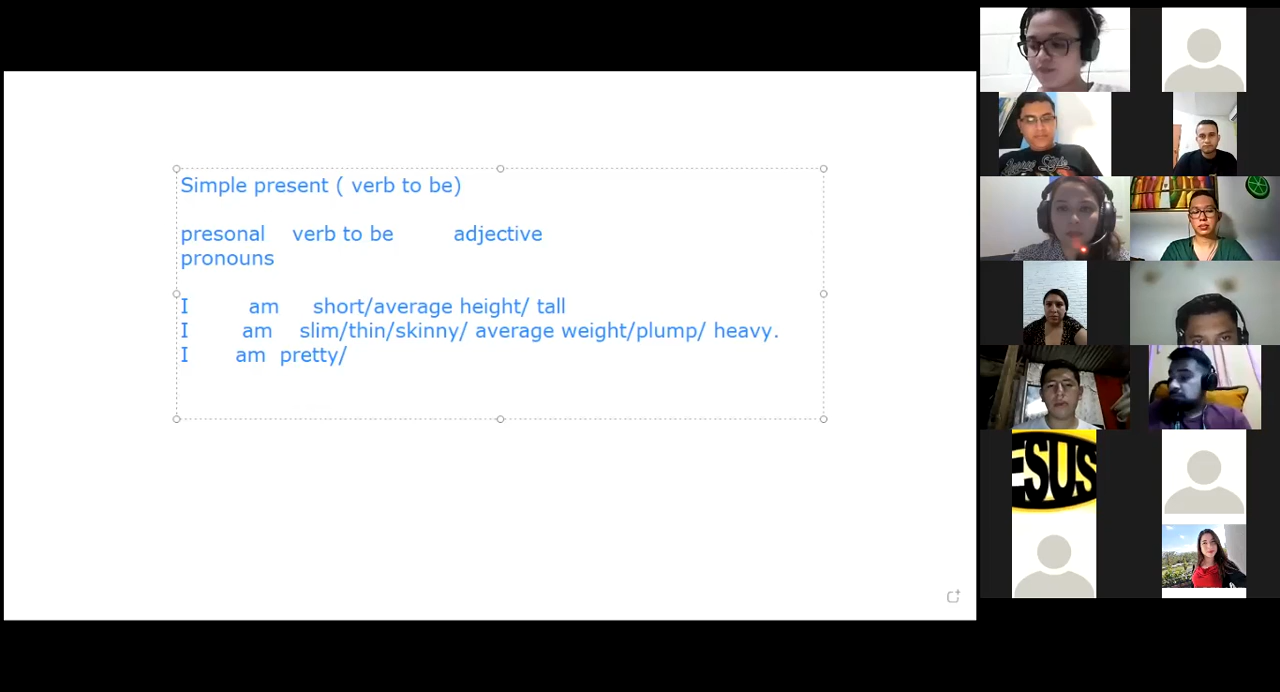 Simple present ( verb to be)
presonal verb to be adjective
pronouns
I am short/average height/ tall
I am slim/thin/skinny/ average weight/plump/ heavy.
I am pretty/
ESUS